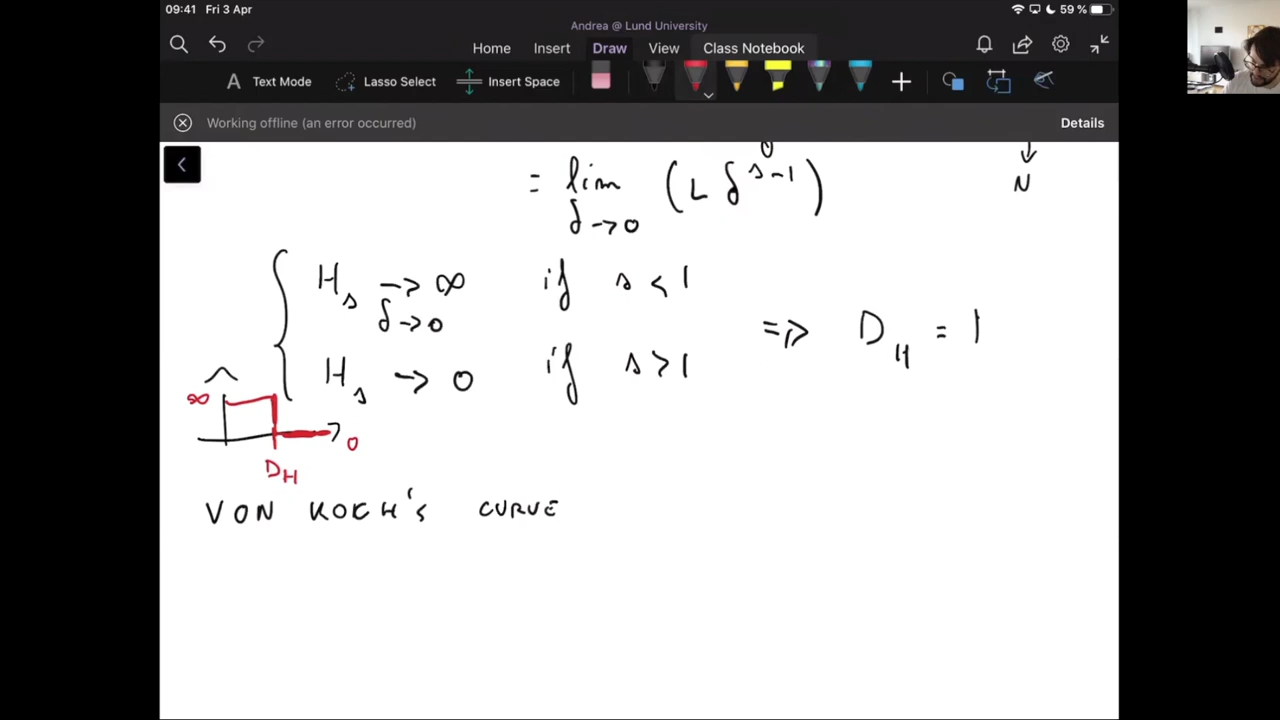 09:41 Fri 3 Apr 59 %
Andrea @ Lund University
Home Insert Draw View Class Notebook
Text Mode Lasso Select Insert Space
Working offline (an error occurred) Details
0
= lim (L δ^{s-1}) N
δ→0
H_s → ∞ if s < 1
δ→0
⇒ D_H = 1
H_s → 0 if s > 1
∞
0
D_H
VON KOCH's CURVE